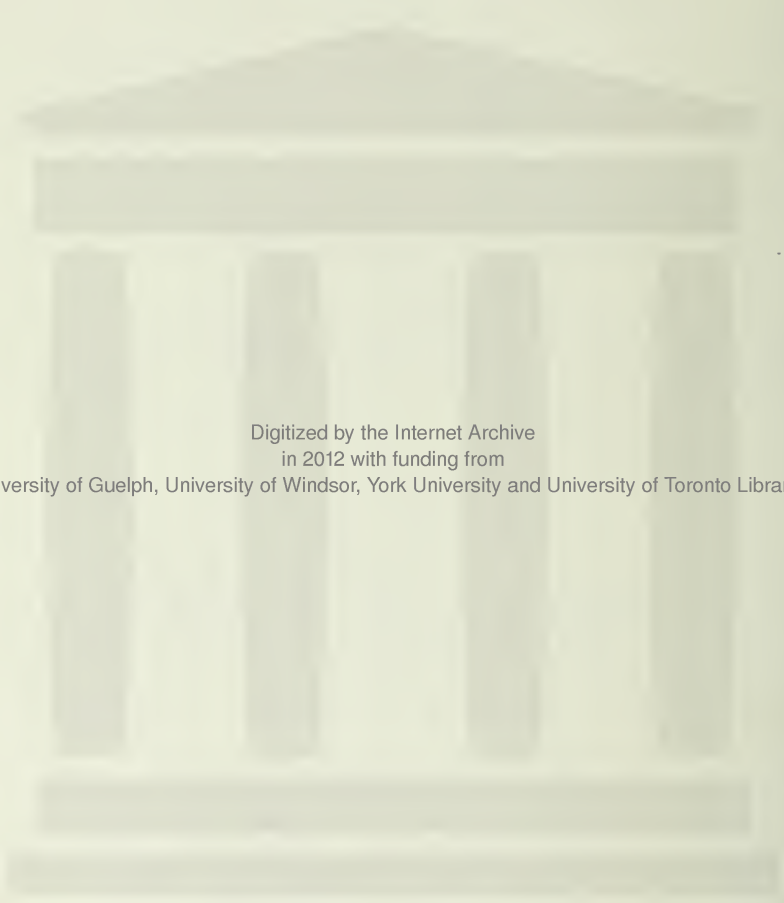 Digitized by the Internet Archive
in 2012 with funding from
versity of Guelph, University of Windsor, York University and University of Toronto Librar